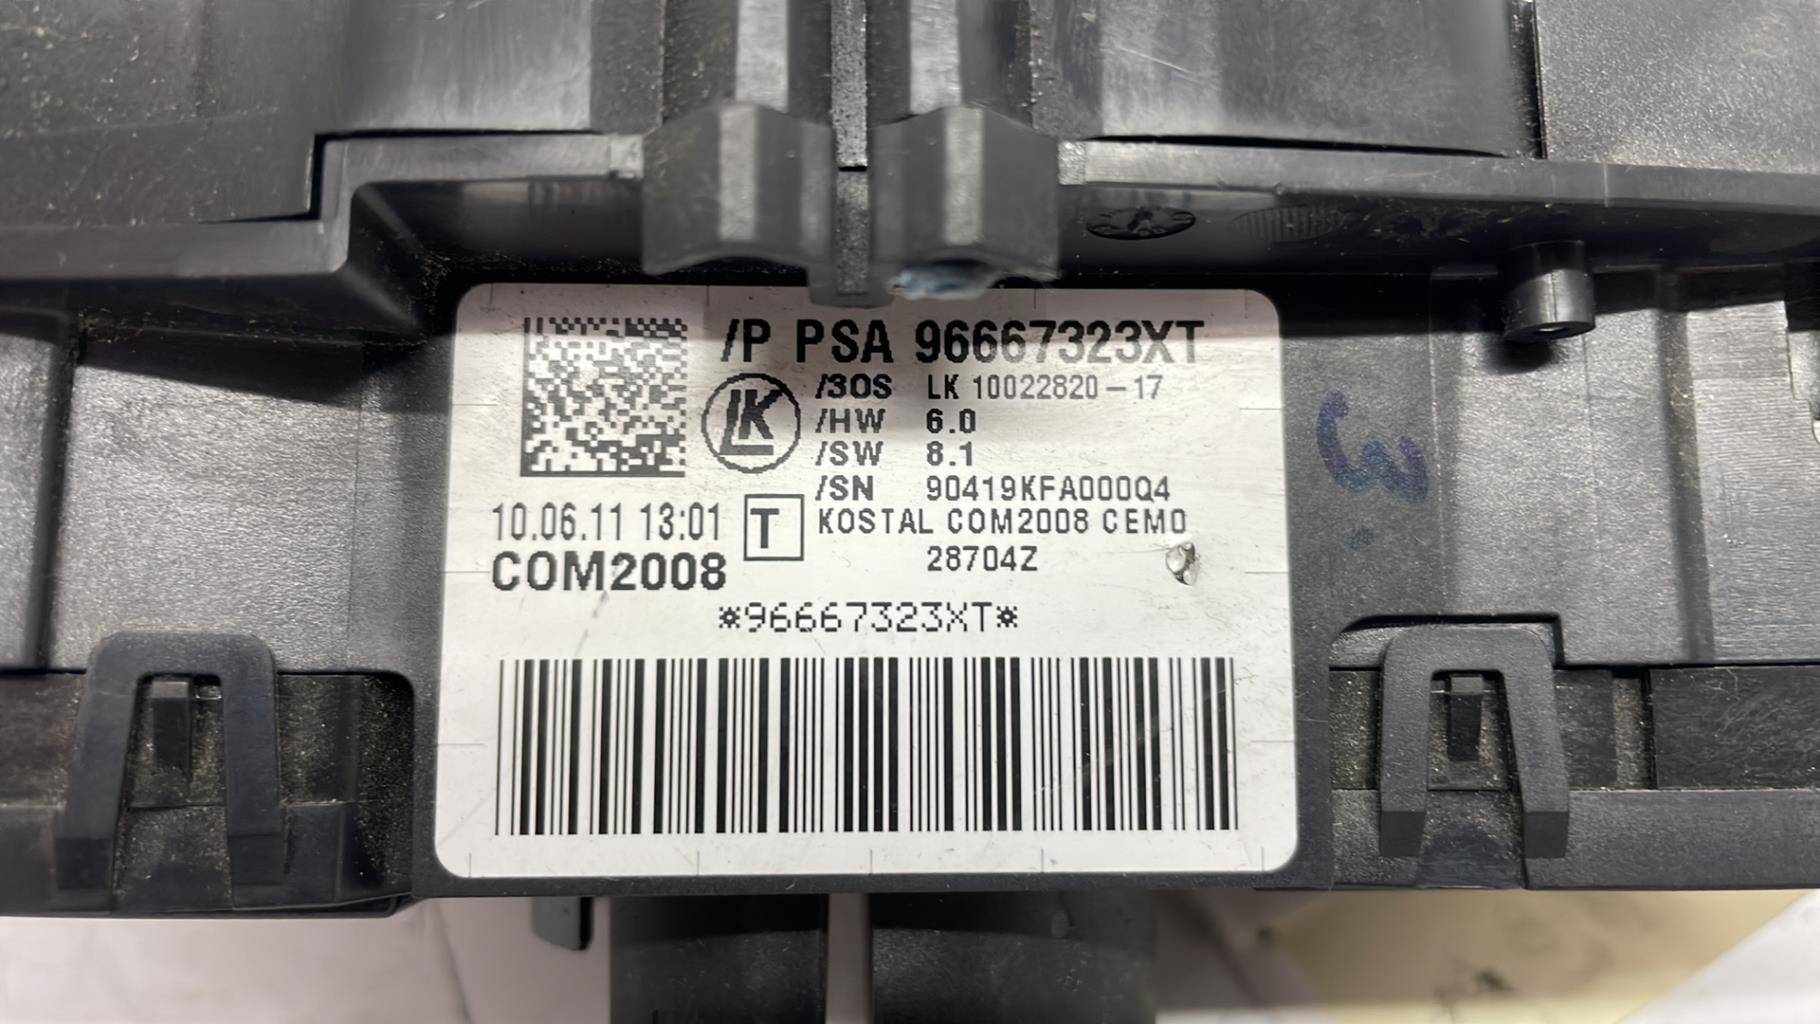 /P PSA 96667323XT
/30S LK 10022820-17
LK
/HW 6.0
/SW 8.1
/SN 90419KFA000Q4
10.06.11 13:01
T
KOSTAL COM2008 CEMO
COM2008
28704Z
*96667323XT*